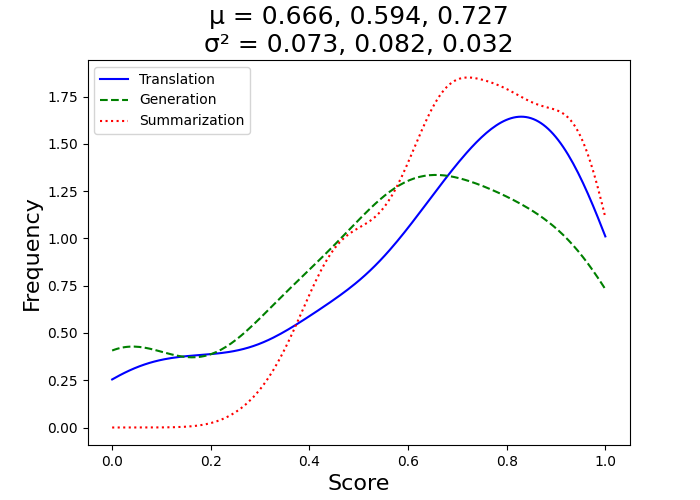 μ = 0.666, 0.594, 0.727
σ² = 0.073, 0.082, 0.032
Translation
Generation
Summarization
Frequency
1.75
1.50
1.25
1.00
0.75
0.50
0.25
0.00
0.0 0.2 0.4 0.6 0.8 1.0
Score